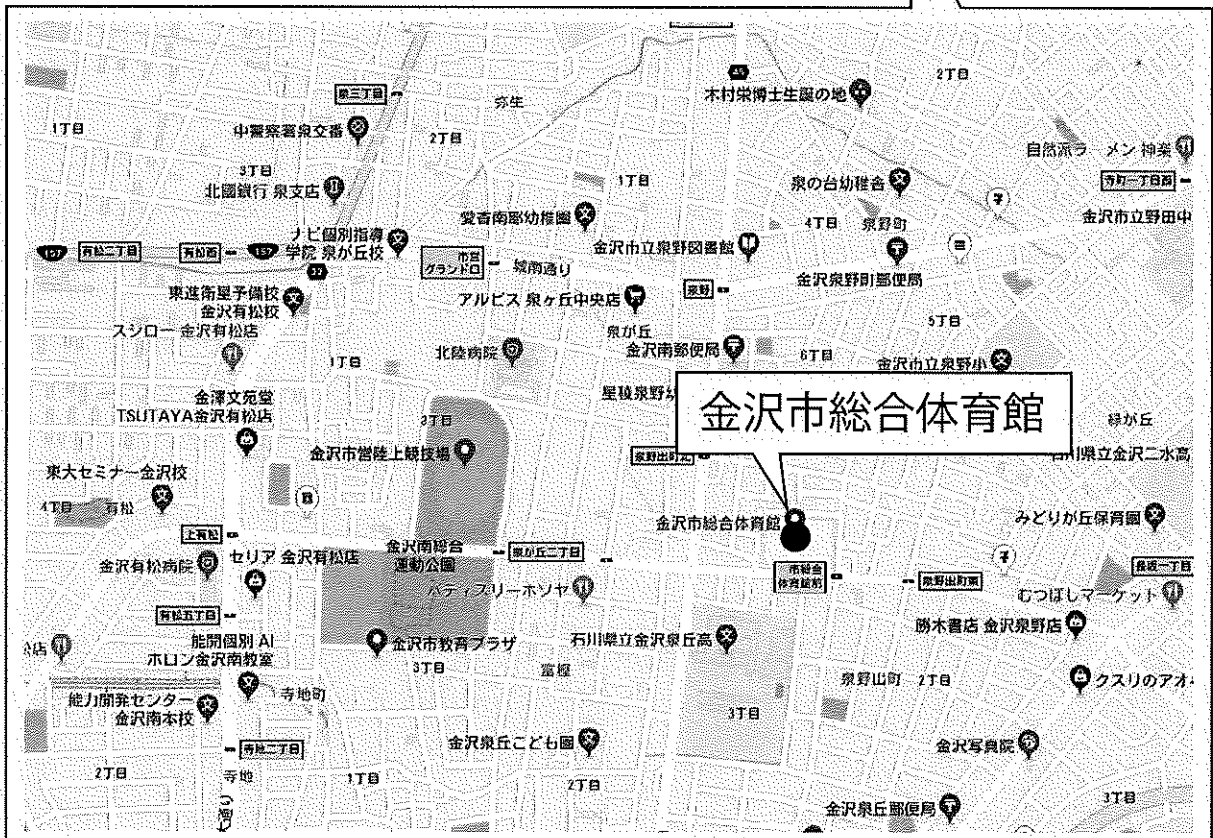 泉三丁目
45
2丁目
木村栄博士生誕の地
弥生
1丁目
中警察署泉交番
2丁目
自然派ラーメン 神楽
3丁目
北國銀行 泉支店
1丁目
泉の台幼稚舎
寺町一丁目西
愛香南部幼稚園
4丁目
泉野町
金沢市立野田中
157
有松二丁目
有松西
157
ナビ個別指導
学院 泉が丘校
市営
グランド口
城南通り
金沢市立泉野図書館
金沢泉野町郵便局
東進衛星予備校
金沢有松校
アルビス 泉ヶ丘中央店
泉野
5丁目
スシロー 金沢有松店
泉が丘
1丁目
北陸病院
金沢南郵便局
6丁目
金沢市立泉野小
金澤文苑堂
TSUTAYA金沢有松店
2丁目
星稜泉野幼
金沢市総合体育館
緑が丘
金沢市営陸上競技場
石川県立金沢二水高
東大セミナー金沢校
4丁目
有松
金沢市総合体育館
みどりが丘保育園
上有松
金沢有松病院
セリア 金沢有松店
金沢南総合
運動公園
泉が丘二丁目
市総合
体育館前
泉野出町東
長坂一丁目
パティスリーホソヤ
むつぼしマーケット
有松五丁目
能開個別 AI
ホロン金沢南教室
金沢市教育プラザ
石川県立金沢泉丘高
勝木書店 金沢泉野店
3丁目
富樫
寺地町
泉野出町
2丁目
クスリのアオ
能力開発センター
金沢南本校
3丁目
寺地二丁目
金沢泉丘こども園
金沢写真院
2丁目
寺地
1丁目
2丁目
金沢泉丘郵便局
3丁目